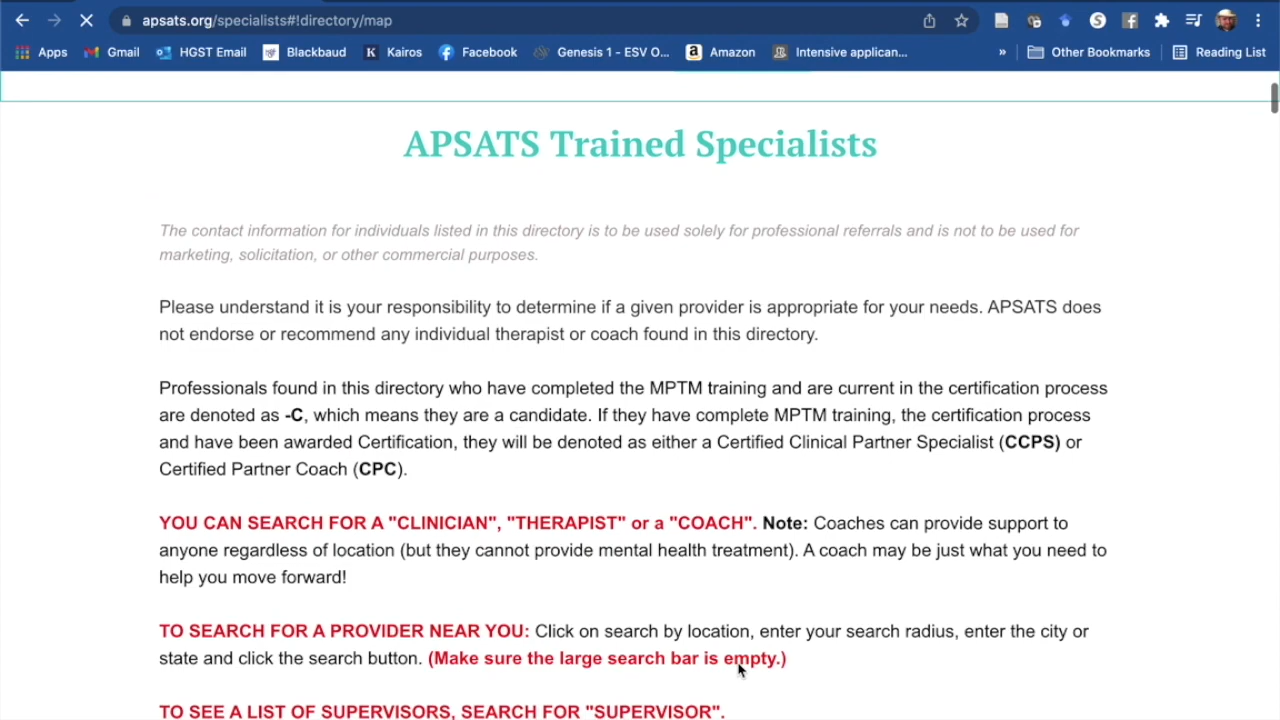 apsats.org/specialists#!directory/map
Apps Gmail HGST Email Blackbaud Kairos Facebook Genesis 1 - ESV O... Amazon Intensive applican... » Other Bookmarks Reading List
APSATS Trained Specialists
The contact information for individuals listed in this directory is to be used solely for professional referrals and is not to be used for
marketing, solicitation, or other commercial purposes.
Please understand it is your responsibility to determine if a given provider is appropriate for your needs. APSATS does
not endorse or recommend any individual therapist or coach found in this directory.
Professionals found in this directory who have completed the MPTM training and are current in the certification process
are denoted as -C, which means they are a candidate. If they have complete MPTM training, the certification process
and have been awarded Certification, they will be denoted as either a Certified Clinical Partner Specialist (CCPS) or
Certified Partner Coach (CPC).
YOU CAN SEARCH FOR A "CLINICIAN", "THERAPIST" or a "COACH". Note: Coaches can provide support to
anyone regardless of location (but they cannot provide mental health treatment). A coach may be just what you need to
help you move forward!
TO SEARCH FOR A PROVIDER NEAR YOU: Click on search by location, enter your search radius, enter the city or
state and click the search button. (Make sure the large search bar is empty.)
TO SEE A LIST OF SUPERVISORS, SEARCH FOR "SUPERVISOR".